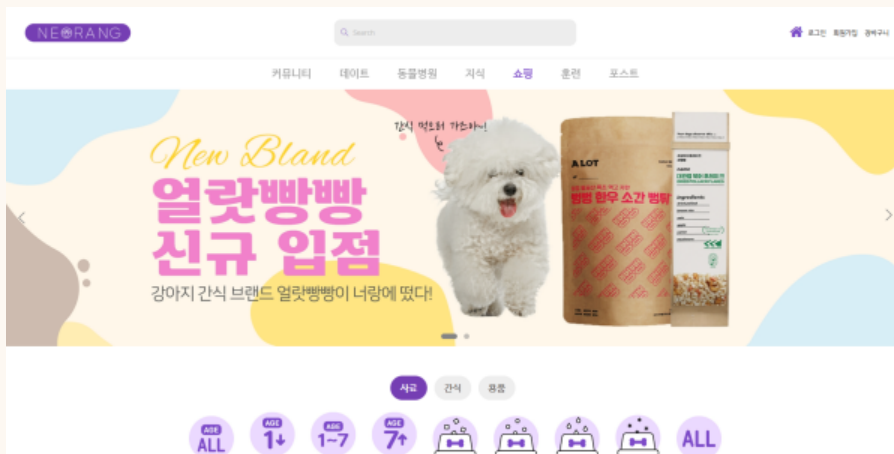 NEORANG
Search
로그인 회원가입 장바구니
커뮤니티 데이트 동물병원 지식 쇼핑 훈련 포스트
간식 먹으러 가즈아~!
New Bland
얼랏빵빵
신규 입점
강아지 간식 브랜드 얼랏빵빵이 너랑에 떴다!
A LOT
한우 소간
Ingredients
사료 간식 용품
AGE ALL
AGE 1↓
AGE 1~7
AGE 7↑
ALL